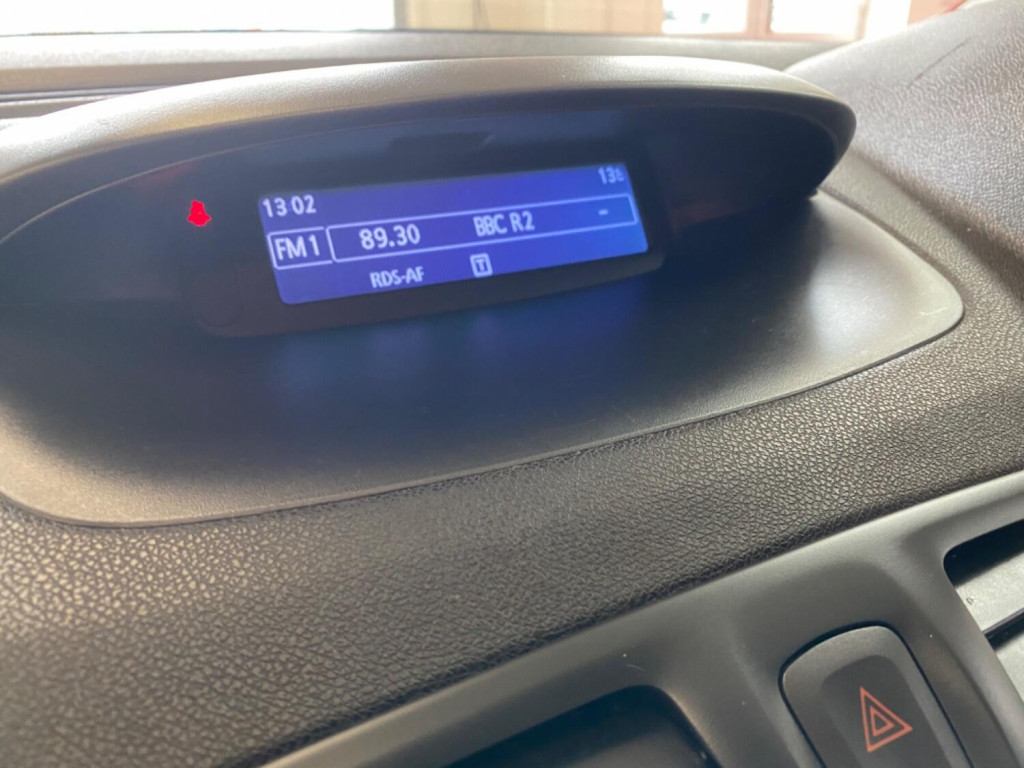 13 02
FM 1 89.30 BBC R2 -
RDS-AF T